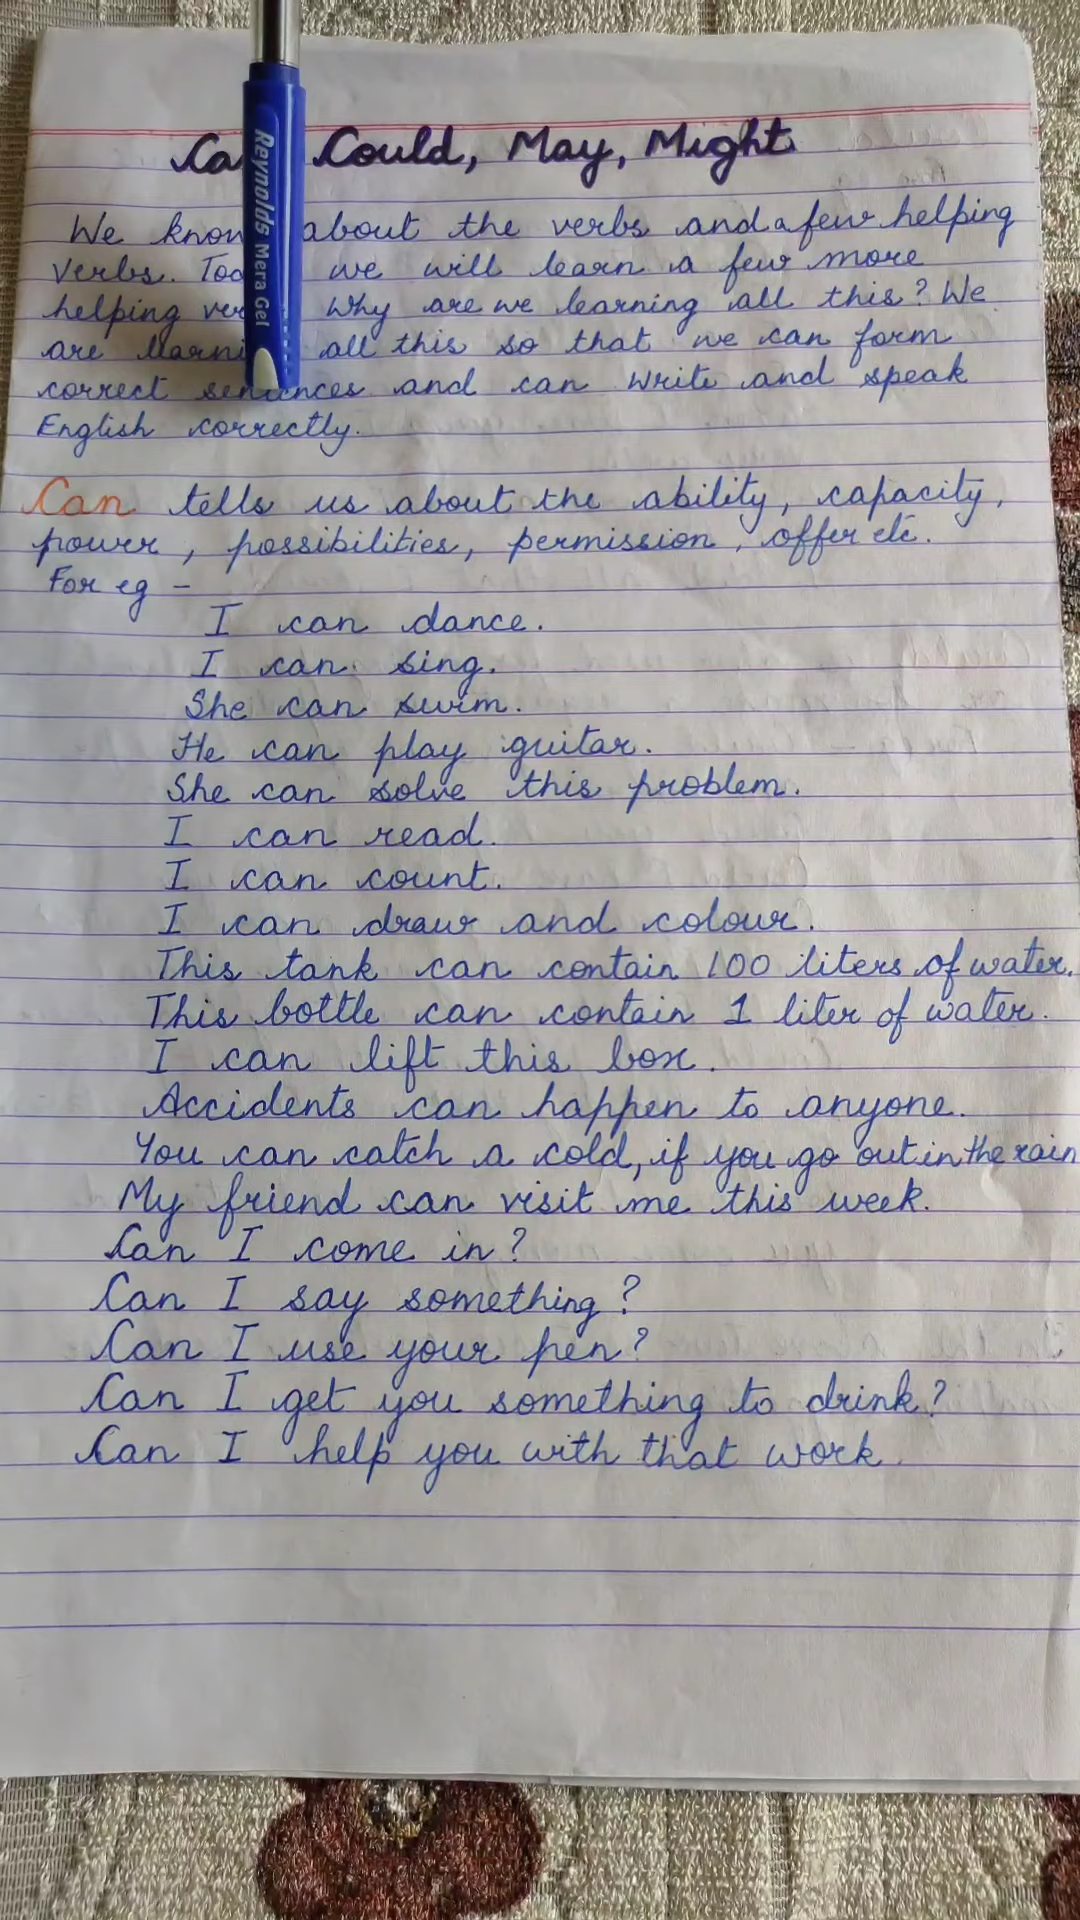 Ca Could, May, Might
Reynolds Mera Gel
We know about the verbs and a few helping
verbs. Tod we will learn a few more
helping ver Why are we learning all this? We
are learni all this so that we can form
correct sentences and can write and speak
English correctly.
Can tells us about the ability, capacity,
power, possibilities, permission, offer etc.
For eg -
I can dance.
I can sing.
She can swim.
He can play guitar.
She can solve this problem.
I can read.
I can count.
I can draw and colour.
This tank can contain 100 liters of water.
This bottle can contain 1 liter of water.
I can lift this box.
Accidents can happen to anyone.
You can catch a cold, if you go out in the rain
My friend can visit me this week.
Can I come in?
Can I say something?
Can I use your pen?
Can I get you something to drink?
Can I help you with that work.